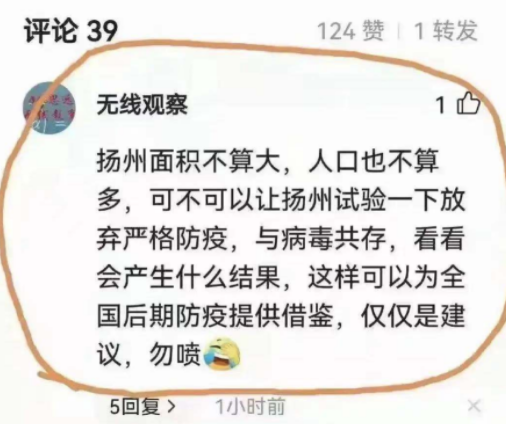 评论 39
124 赞 | 1 转发
无线观察
1
扬州面积不算大，人口也不算
多，可不可以让扬州试验一下放
弃严格防疫，与病毒共存，看看
会产生什么结果，这样可以为全
国后期防疫提供借鉴，仅仅是建
议，勿喷🤣
5回复 >
1小时前